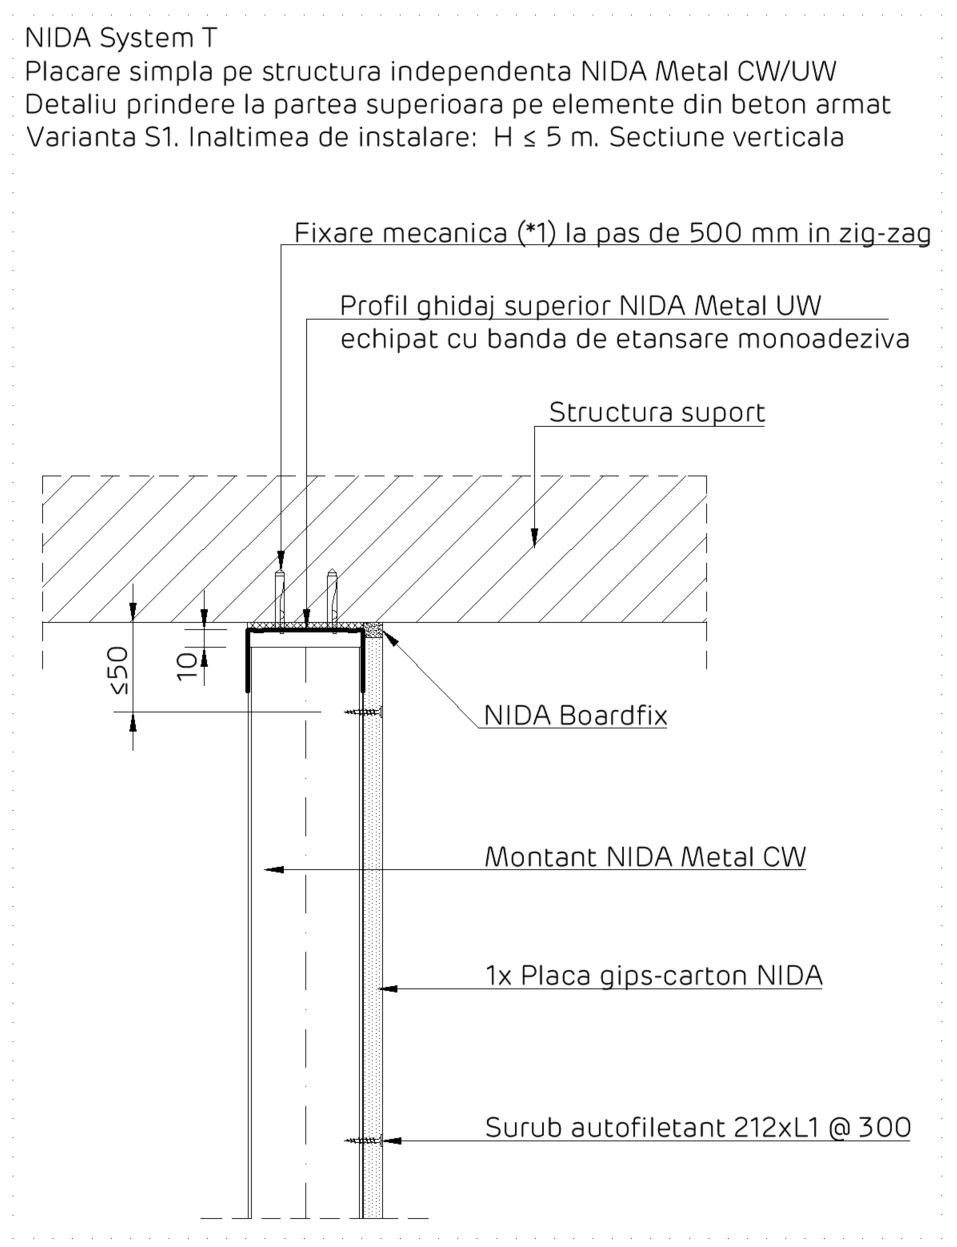 NIDA System T
Placare simpla pe structura independenta NIDA Metal CW/UW
Detaliu prindere la partea superioara pe elemente din beton armat
Varianta S1. Inaltimea de instalare: H ≤ 5 m. Sectiune verticala
Fixare mecanica (*1) la pas de 500 mm in zig-zag
Profil ghidaj superior NIDA Metal UW
echipat cu banda de etansare monoadeziva
Structura suport
≤50
10
NIDA Boardfix
Montant NIDA Metal CW
1x Placa gips-carton NIDA
Surub autofiletant 212xL1 @ 300